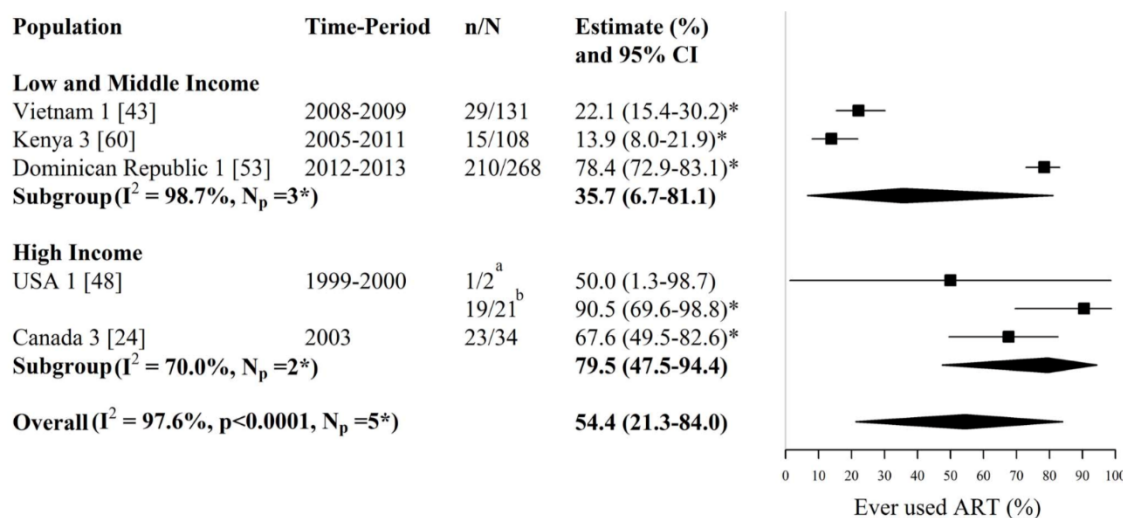 Population Time-Period n/N Estimate (%)
and 95% CI
Low and Middle Income
Vietnam 1 [43] 2008-2009 29/131 22.1 (15.4-30.2)*
Kenya 3 [60] 2005-2011 15/108 13.9 (8.0-21.9)*
Dominican Republic 1 [53] 2012-2013 210/268 78.4 (72.9-83.1)*
Subgroup (I² = 98.7%, Nₚ =3*) 35.7 (6.7-81.1)
High Income
USA 1 [48] 1999-2000 1/2ᵃ 50.0 (1.3-98.7)
19/21ᵇ 90.5 (69.6-98.8)*
Canada 3 [24] 2003 23/34 67.6 (49.5-82.6)*
Subgroup (I² = 70.0%, Nₚ =2*) 79.5 (47.5-94.4)
Overall (I² = 97.6%, p<0.0001, Nₚ =5*) 54.4 (21.3-84.0)
0 10 20 30 40 50 60 70 80 90 100
Ever used ART (%)